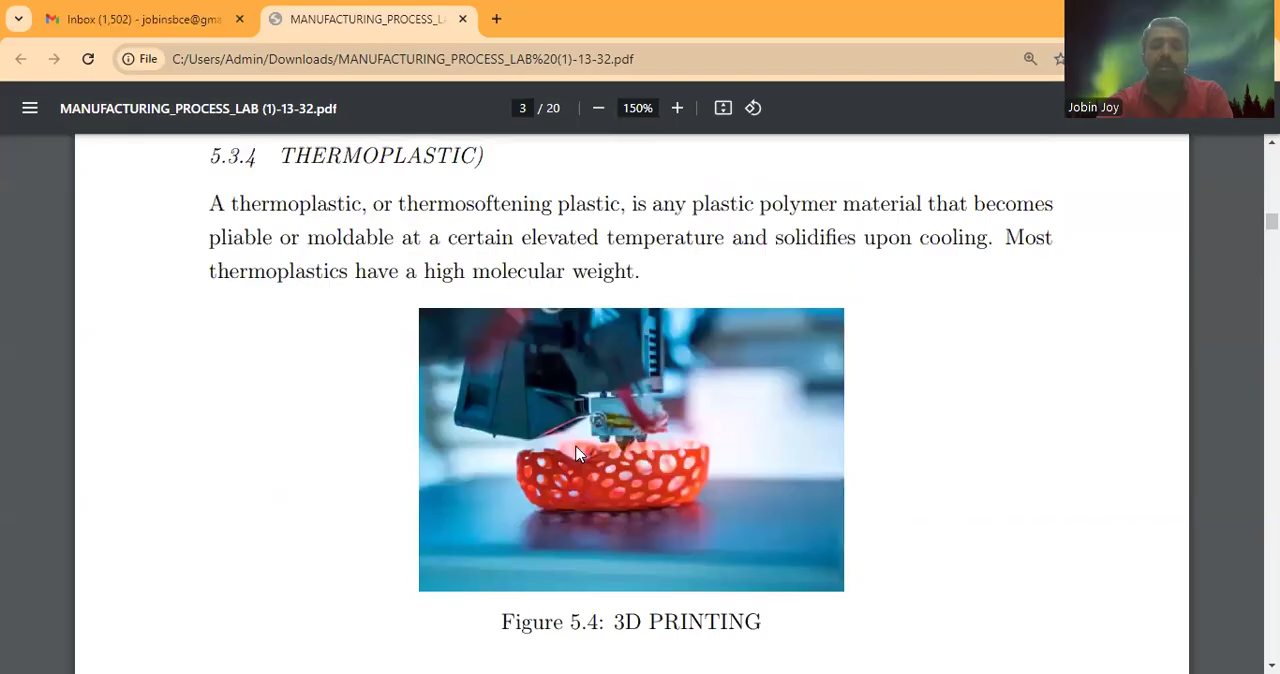 Inbox (1,502) - jobinsbce@gma
MANUFACTURING_PROCESS_L
File
C:/Users/Admin/Downloads/MANUFACTURING_PROCESS_LAB%20(1)-13-32.pdf
Jobin Joy
MANUFACTURING_PROCESS_LAB (1)-13-32.pdf
3 / 20
150%
5.3.4 THERMOPLASTIC)
A thermoplastic, or thermosoftening plastic, is any plastic polymer material that becomes
pliable or moldable at a certain elevated temperature and solidifies upon cooling. Most
thermoplastics have a high molecular weight.
Figure 5.4: 3D PRINTING